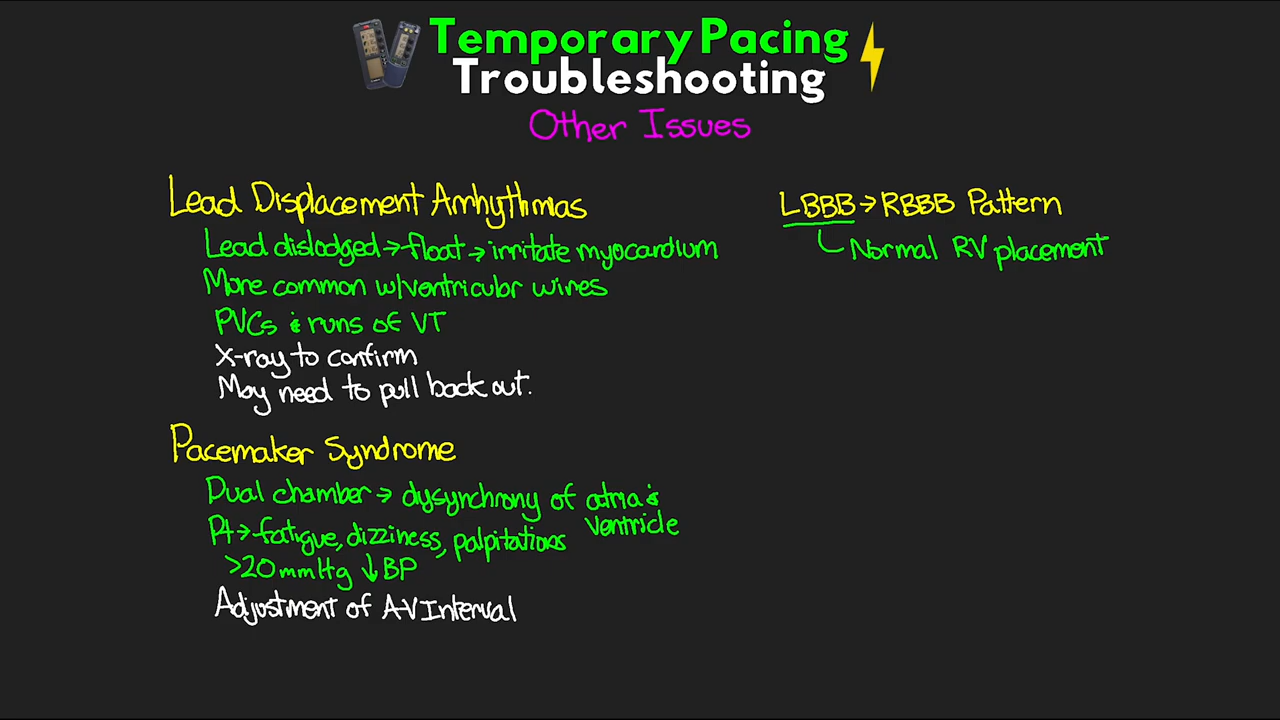 Temporary Pacing
Troubleshooting
Other Issues
Lead Displacement Arrhythmias
Lead dislodged → float → irritate myocardium
More common w/ventricular wires
PVCs & runs of VT
X-ray to confirm
May need to pull back out.
Pacemaker Syndrome
Dual chamber → dysynchrony of atria &
ventricle
Pt → fatigue, dizziness, palpitations
>20 mmHg ↓ BP
Adjustment of A-V Interval
LBBB → RBBB Pattern
Normal RV placement